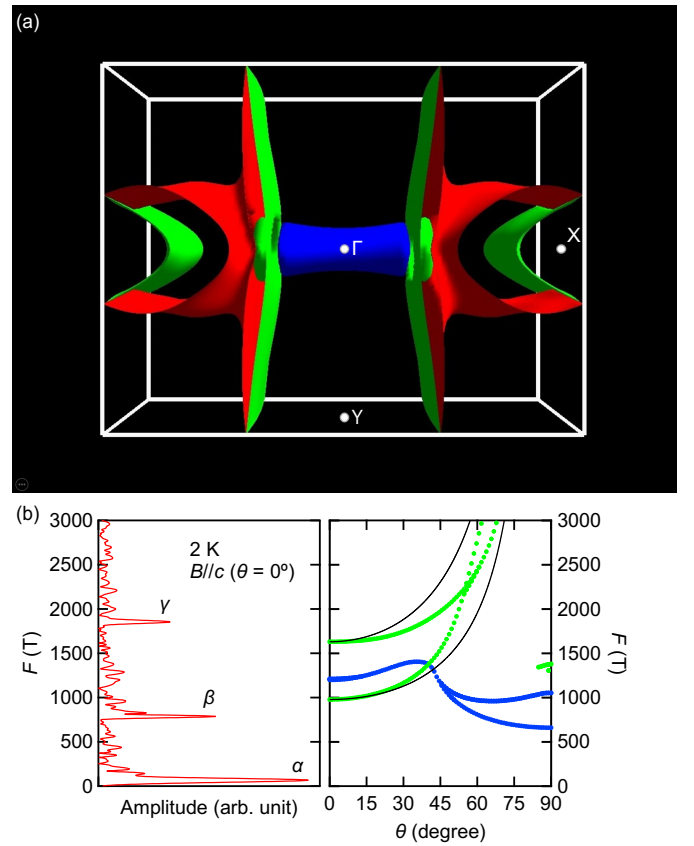 (a)
Γ
X
Y
(b)
3000
2500
2000
1500
1000
500
0
F (T)
2 K
B//c (θ = 0º)
γ
β
α
Amplitude (arb. unit)
3000
2500
2000
1500
1000
500
0
F (T)
0 15 30 45 60 75 90
θ (degree)